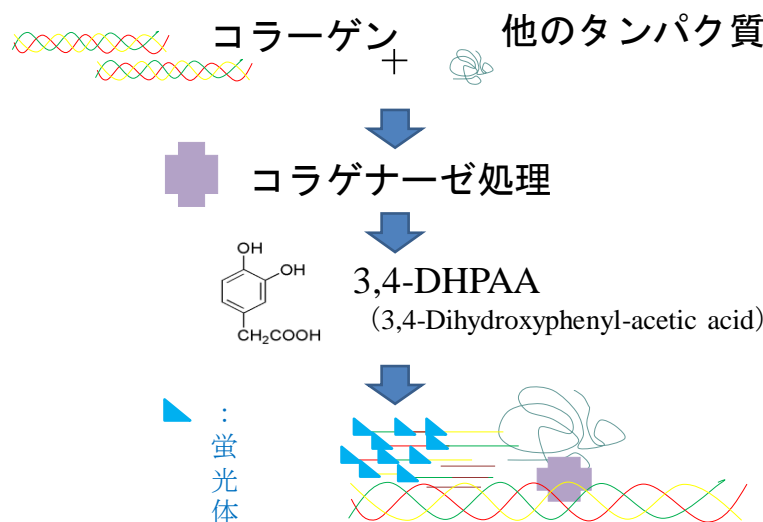 コラーゲン
+
他のタンパク質
コラゲナーゼ処理
OH
OH
CH₂COOH
3,4-DHPAA
（3,4-Dihydroxyphenyl-acetic acid）
：
蛍
光
体